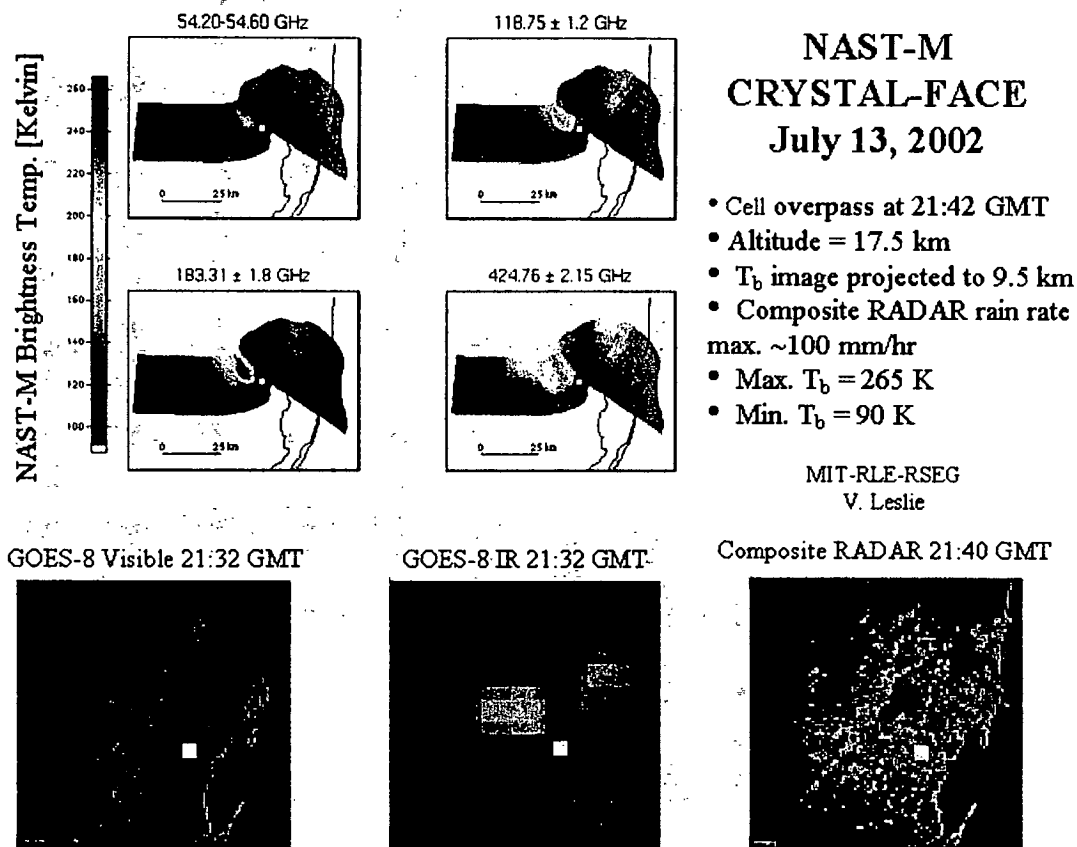 54.20-54.60 GHz
118.75 ± 1.2 GHz
NAST-M
CRYSTAL-FACE
July 13, 2002
NAST-M Brightness Temp. [Kelvin]
260
240
220
200
180
160
140
120
100
0 25 km
0 25 km
183.31 ± 1.8 GHz
424.76 ± 2.15 GHz
0 25 km
0 25 km
• Cell overpass at 21:42 GMT
• Altitude = 17.5 km
• Tb image projected to 9.5 km
• Composite RADAR rain rate
max. ~100 mm/hr
• Max. Tb = 265 K
• Min. Tb = 90 K
MIT-RLE-RSEG
V. Leslie
GOES-8 Visible 21:32 GMT
GOES-8 IR 21:32 GMT
Composite RADAR 21:40 GMT